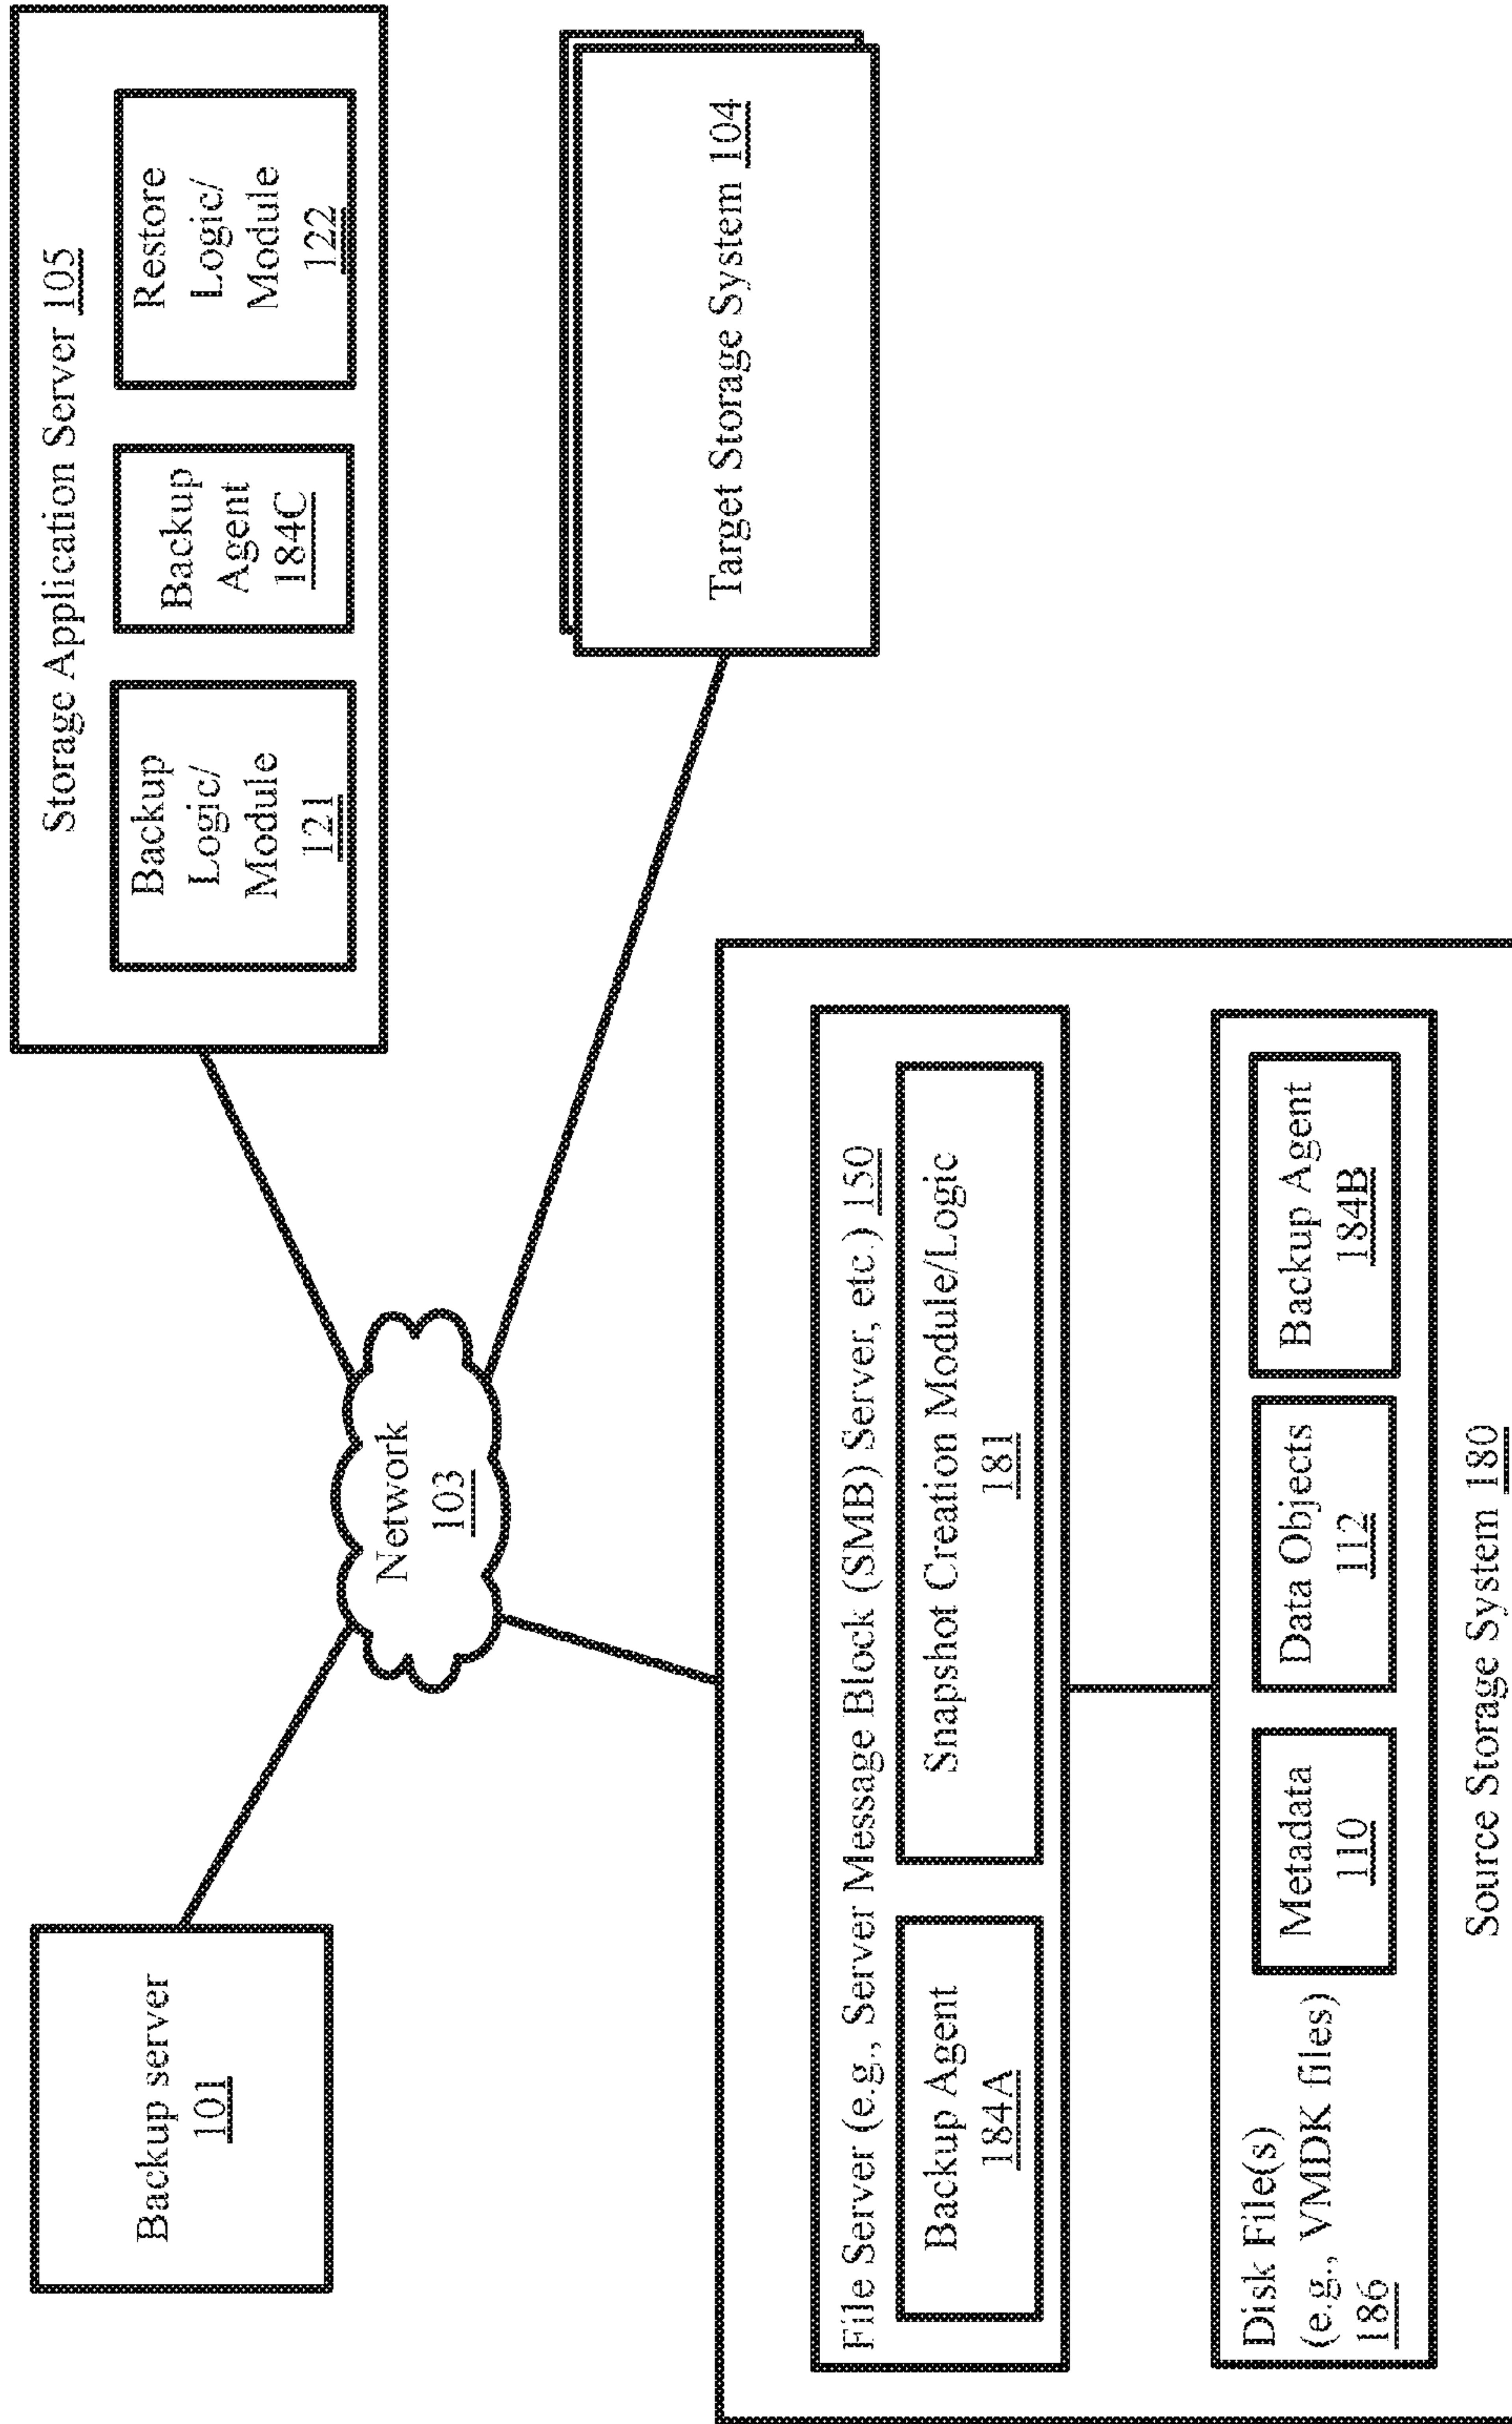 Backup server
101
Network
103
Storage Application Server 105
Backup
Logic/
Module
121
Backup
Agent
184C
Restore
Logic/
Module
122
Target Storage System 104
File Server (e.g., Server Message Block (SMB) Server, etc.) 150
Backup Agent
184A
Snapshot Creation Module/Logic
181
Disk File(s)
(e.g., VMDK files)
186
Metadata
110
Data Objects
112
Backup Agent
184B
Source Storage System 180